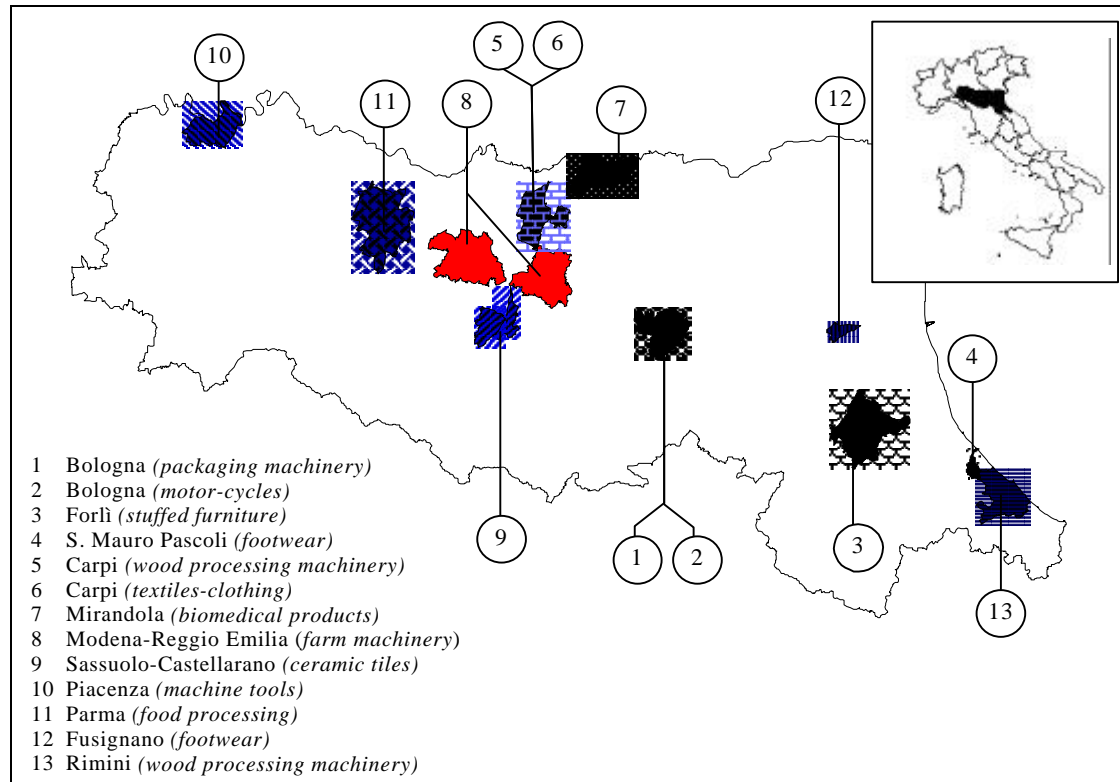 5 6
10
11 8 7 12
4
9
1 2 3
13
1 Bologna (packaging machinery)
2 Bologna (motor-cycles)
3 Forlì (stuffed furniture)
4 S. Mauro Pascoli (footwear)
5 Carpi (wood processing machinery)
6 Carpi (textiles-clothing)
7 Mirandola (biomedical products)
8 Modena-Reggio Emilia (farm machinery)
9 Sassuolo-Castellarano (ceramic tiles)
10 Piacenza (machine tools)
11 Parma (food processing)
12 Fusignano (footwear)
13 Rimini (wood processing machinery)